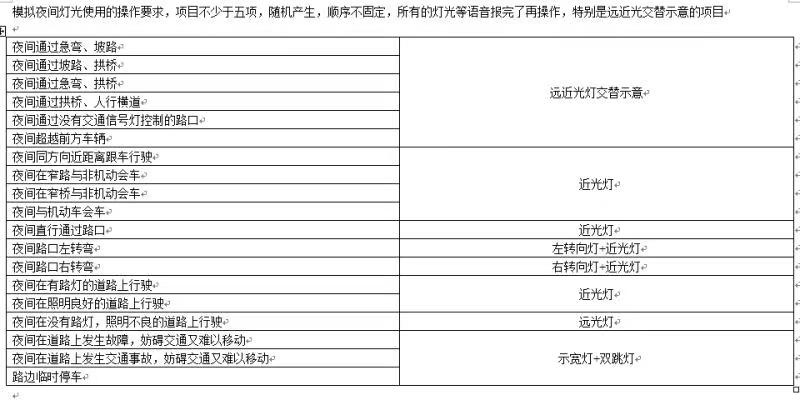 模拟夜间灯光使用的操作要求，项目不少于五项，随机产生，顺序不固定，所有的灯光等语音报完了再操作，特别是远近光交替示意的项目
夜间通过急弯、坡路
夜间通过坡路、拱桥
夜间通过急弯、拱桥
夜间通过拱桥、人行横道
夜间通过没有交通信号灯控制的路口
夜间超越前方车辆
远近光灯交替示意
夜间同方向近距离跟车行驶
夜间在窄路与非机动会车
夜间在窄桥与非机动会车
夜间与机动车会车
近光灯
夜间直行通过路口
近光灯
夜间路口左转弯
左转向灯+近光灯
夜间路口右转弯
右转向灯+近光灯
夜间在有路灯的道路上行驶
夜间在照明良好的道路上行驶
近光灯
夜间在没有路灯，照明不良的道路上行驶
远光灯
夜间在道路上发生故障，妨碍交通又难以移动
夜间在道路上发生交通事故，妨碍交通又难以移动
路边临时停车
示宽灯+双跳灯